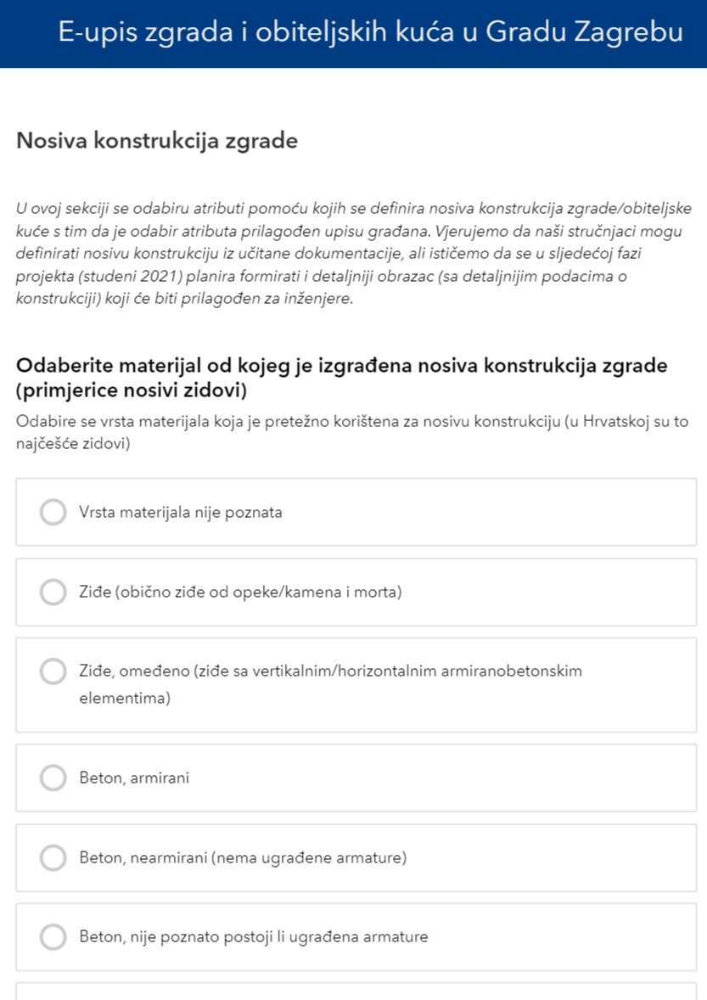 E-upis zgrada i obiteljskih kuća u Gradu Zagrebu
Nosiva konstrukcija zgrade
U ovoj sekciji se odabiru atributi pomoću kojih se definira nosiva konstrukcija zgrade/obiteljske
kuće s tim da je odabir atributa prilagođen upisu građana. Vjerujemo da naši stručnjaci mogu
definirati nosivu konstrukciju iz učitane dokumentacije, ali ističemo da se u sljedećoj fazi
projekta (studeni 2021) planira formirati i detaljniji obrazac (sa detaljnijim podacima o
konstrukciji) koji će biti prilagođen za inženjere.
Odaberite materijal od kojeg je izgrađena nosiva konstrukcija zgrade
(primjerice nosivi zidovi)
Odabire se vrsta materijala koja je pretežno korištena za nosivu konstrukciju (u Hrvatskoj su to
najčešće zidovi)
Vrsta materijala nije poznata
Ziđe (obično ziđe od opeke/kamena i morta)
Ziđe, omeđeno (ziđe sa vertikalnim/horizontalnim armiranobetonskim
elementima)
Beton, armirani
Beton, nearmirani (nema ugrađene armature)
Beton, nije poznato postoji li ugrađena armature